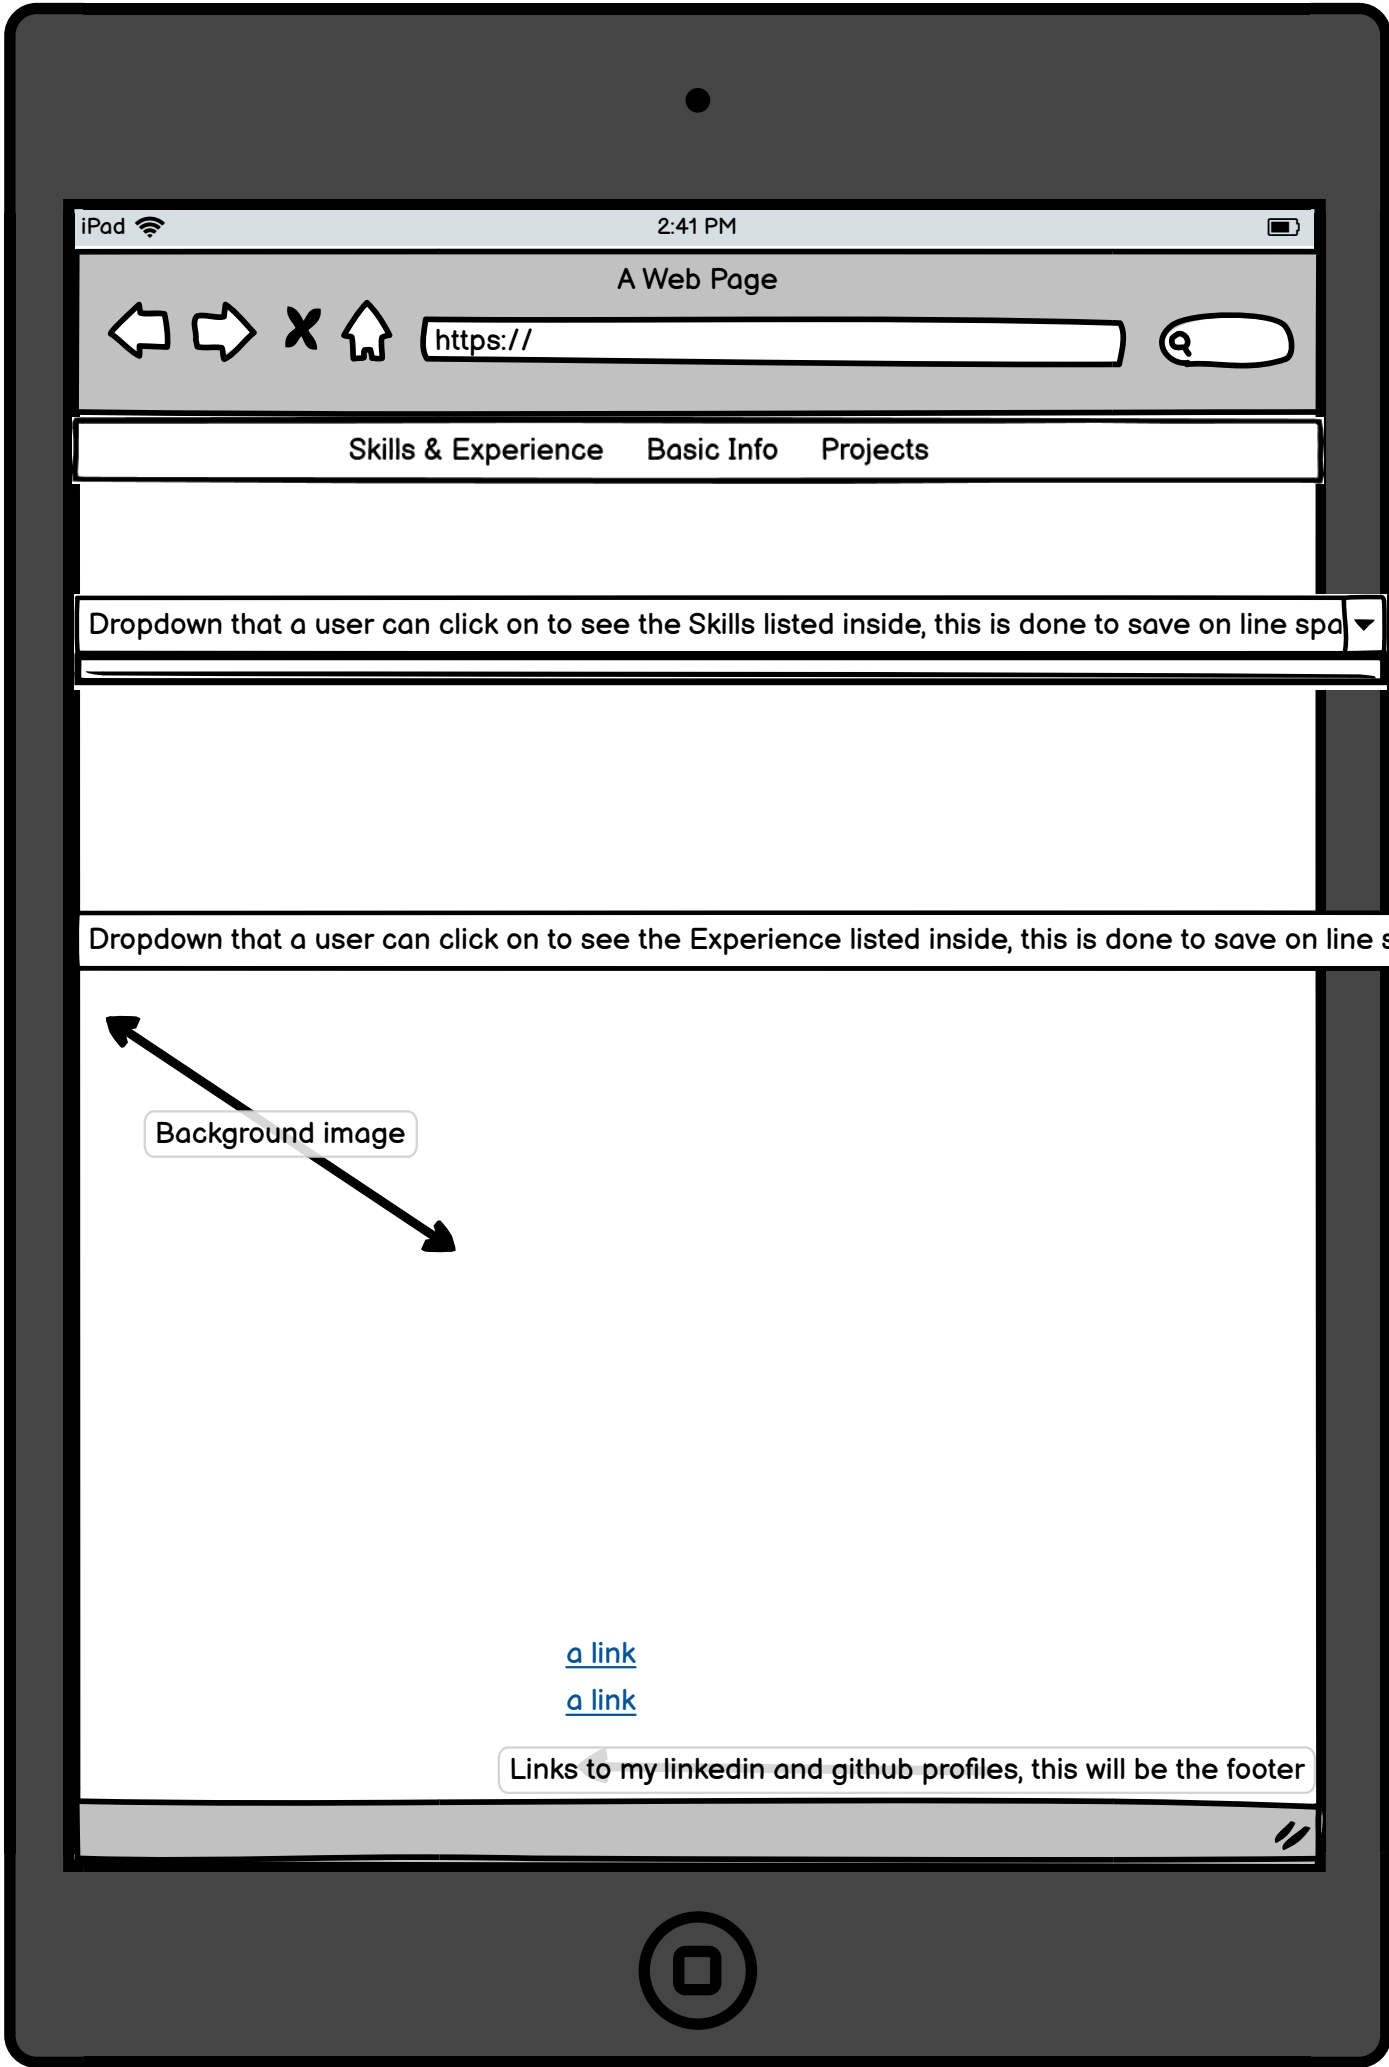 iPad
2:41 PM
A Web Page
https://
Skills & Experience Basic Info Projects
Dropdown that a user can click on to see the Skills listed inside, this is done to save on line spa
Dropdown that a user can click on to see the Experience listed inside, this is done to save on line s
Background image
a link
a link
Links to my linkedin and github profiles, this will be the footer